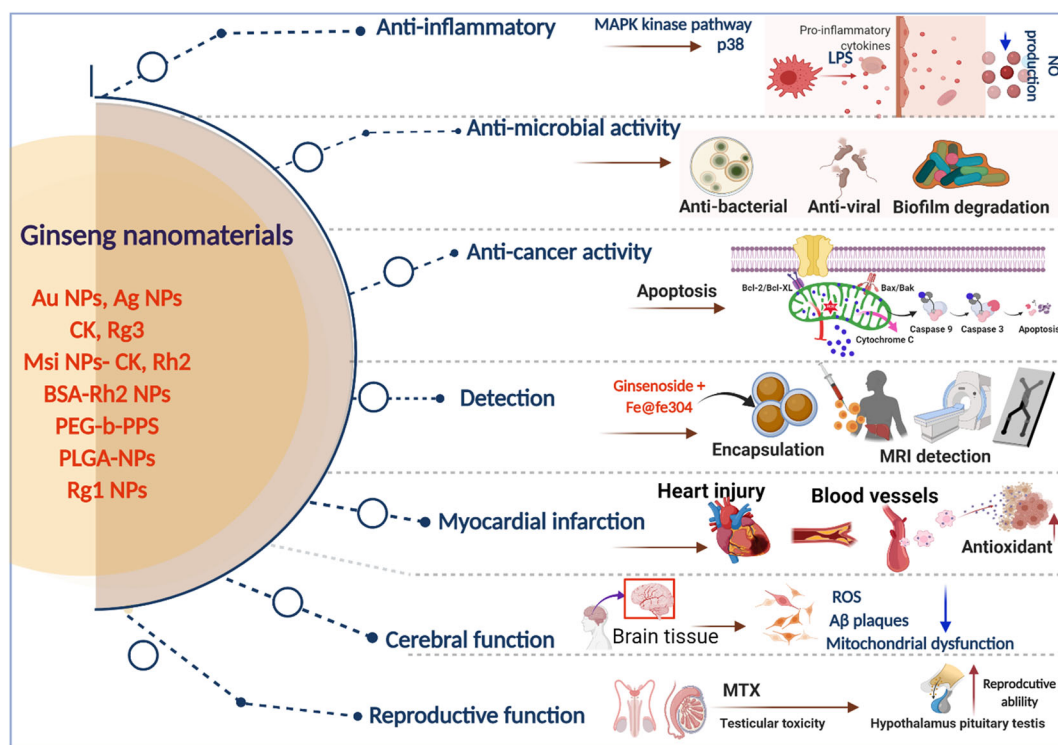 Ginseng nanomaterials
Au NPs, Ag NPs
CK, Rg3
Msi NPs- CK, Rh2
BSA-Rh2 NPs
PEG-b-PPS
PLGA-NPs
Rg1 NPs
Anti-inflammatory
MAPK kinase pathway
p38
Pro-inflammatory
cytokines
LPS
NO
production
Anti-microbial activity
Anti-bacterial
Anti-viral
Biofilm degradation
Anti-cancer activity
Apoptosis
Bcl-2/Bcl-XL
Bax/Bak
Cytochrome C
Caspase 9
Caspase 3
Apoptosis
Detection
Ginsenoside +
Fe@fe304
Encapsulation
MRI detection
Myocardial infarction
Heart injury
Blood vessels
Antioxidant
Cerebral function
Brain tissue
ROS
Aβ plaques
Mitochondrial dysfunction
Reproductive function
MTX
Testicular toxicity
Hypothalamus pituitary testis
Reprodcutive
ablility